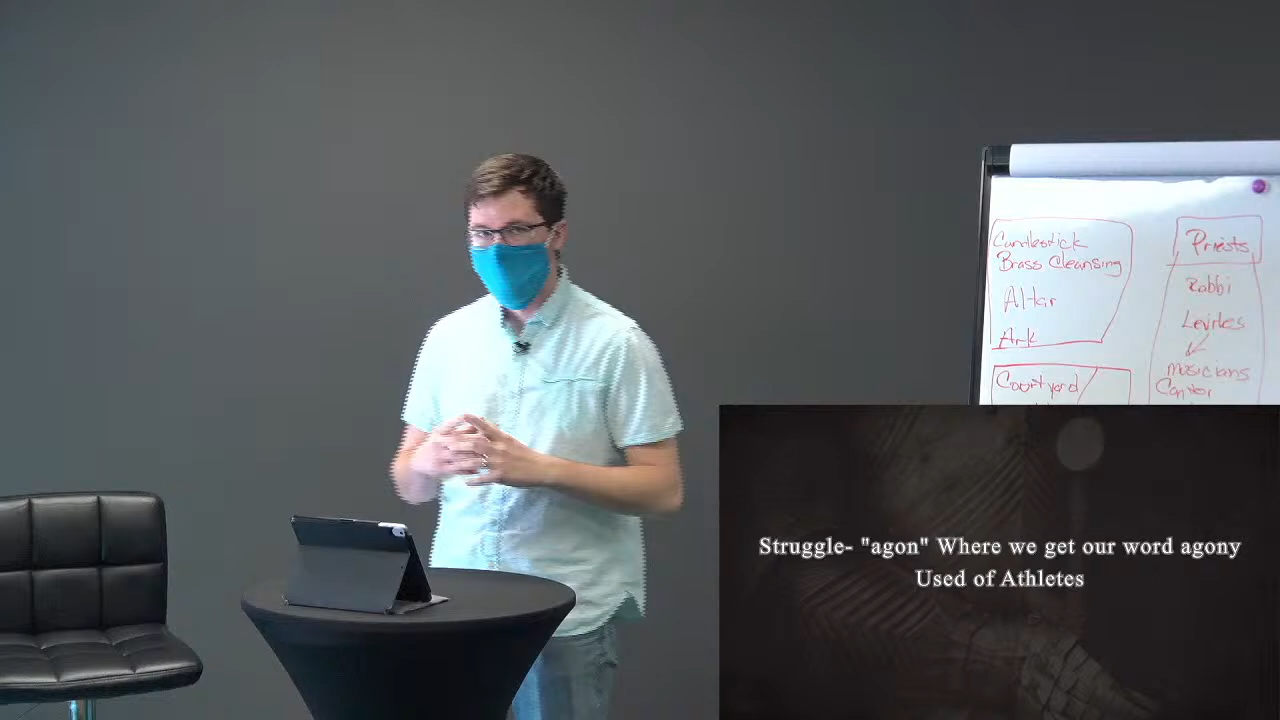 Candlestick
Brass Cleansing
Altar
Ark
Courtyard
Priests
Rabbi
Levites
Musicians
Cantor
Struggle- "agon" Where we get our word agony
Used of Athletes